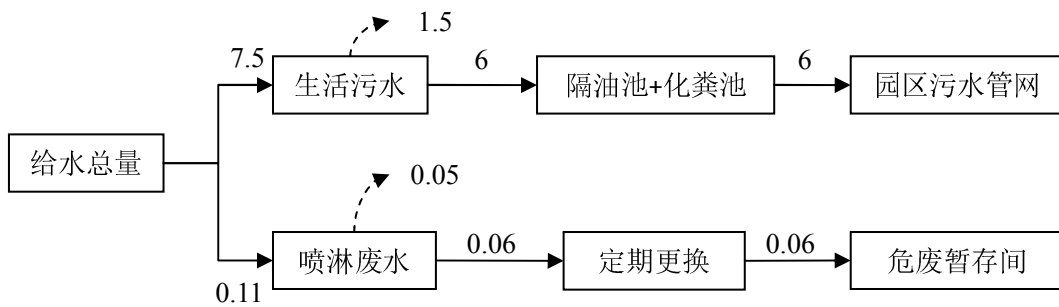 1.5
7.5
生活污水
6
隔油池+化粪池
6
园区污水管网
给水总量
0.05
喷淋废水
0.06
定期更换
0.06
危废暂存间
0.11